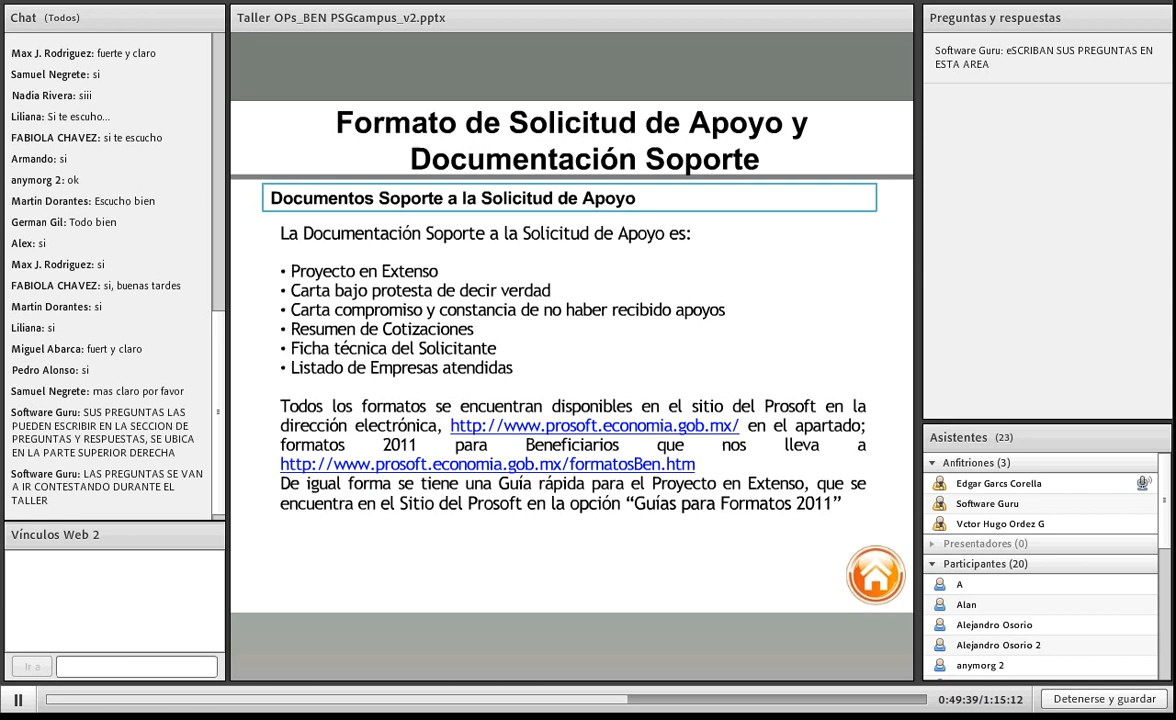 Chat (Todos)
Max J. Rodriguez: fuerte y claro
Samuel Negrete: si
Nadia Rivera: siii
Liliana: Si te escuho...
FABIOLA CHAVEZ: si te escucho
Armando: si
anymorg 2: ok
Martin Dorantes: Escucho bien
German Gil: Todo bien
Alex: si
Max J. Rodriguez: si
FABIOLA CHAVEZ: si, buenas tardes
Martin Dorantes: si
Liliana: si
Miguel Abarca: fuert y claro
Pedro Alonso: si
Samuel Negrete: mas claro por favor
Software Guru: SUS PREGUNTAS LAS
PUEDEN ESCRIBIR EN LA SECCION DE
PREGUNTAS Y RESPUESTAS, SE UBICA
EN LA PARTE SUPERIOR DERECHA
Software Guru: LAS PREGUNTAS SE VAN
A IR CONTESTANDO DURANTE EL
TALLER
Vínculos Web 2
Ir a
Taller OPs_BEN PSGcampus_v2.pptx
Formato de Solicitud de Apoyo y
Documentación Soporte
Documentos Soporte a la Solicitud de Apoyo
La Documentación Soporte a la Solicitud de Apoyo es:
• Proyecto en Extenso
• Carta bajo protesta de decir verdad
• Carta compromiso y constancia de no haber recibido apoyos
• Resumen de Cotizaciones
• Ficha técnica del Solicitante
• Listado de Empresas atendidas
Todos los formatos se encuentran disponibles en el sitio del Prosoft en la
dirección electrónica, http://www.prosoft.economia.gob.mx/ en el apartado;
formatos 2011 para Beneficiarios que nos lleva a
http://www.prosoft.economia.gob.mx/formatosBen.htm
De igual forma se tiene una Guía rápida para el Proyecto en Extenso, que se
encuentra en el Sitio del Prosoft en la opción “Guías para Formatos 2011”
Preguntas y respuestas
Software Guru: eSCRIBAN SUS PREGUNTAS EN
ESTA AREA
Asistentes (23)
Anfitriones (3)
Edgar Garcs Corella
Software Guru
Vctor Hugo Ordez G
Presentadores (0)
Participantes (20)
A
Alan
Alejandro Osorio
Alejandro Osorio 2
anymorg 2
0:49:39/1:15:12
Detenerse y guardar